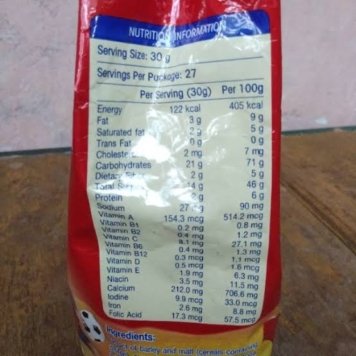 NUTRITION INFORMATION
Serving Size: 30 g
Servings Per Package: 27
Per Serving (30g) Per 100g
Energy 122 kcal 405 kcal
Fat 3 g 9 g
Saturated fat 2 g 5 g
Trans Fat 0 g 0 g
Cholesterol 2 mg 7 mg
Carbohydrates 21 g 71 g
Dietary 2 g 5 g
Total 14 g 46 g
Protein 2 g 6 g
Sodium 90 mg
Vitamin A 154.3 mcg 514.2 mcg
Vitamin B1 0.2 mg 0.8 mg
Vitamin B2 0.4 mg 1.2 mg
Vitamin C 8.1 mg 27.1 mg
Vitamin B6 0.4 mg 1.3 mg
Vitamin B12 0.3 mcg 1.1 mcg
Vitamin D 0.5 mcg 1.6 mcg
Vitamin E 1.9 mg 6.3 mg
Niacin 3.5 mg 11.5 mg
Calcium 212.0 mg 706.6 mg
Iodine 9.9 mcg 33.0 mcg
Iron 2.6 mg 8.8 mg
Folic Acid 17.3 mcg 57.5 mcg
Ingredients:
of barley and malt (cereal) containing